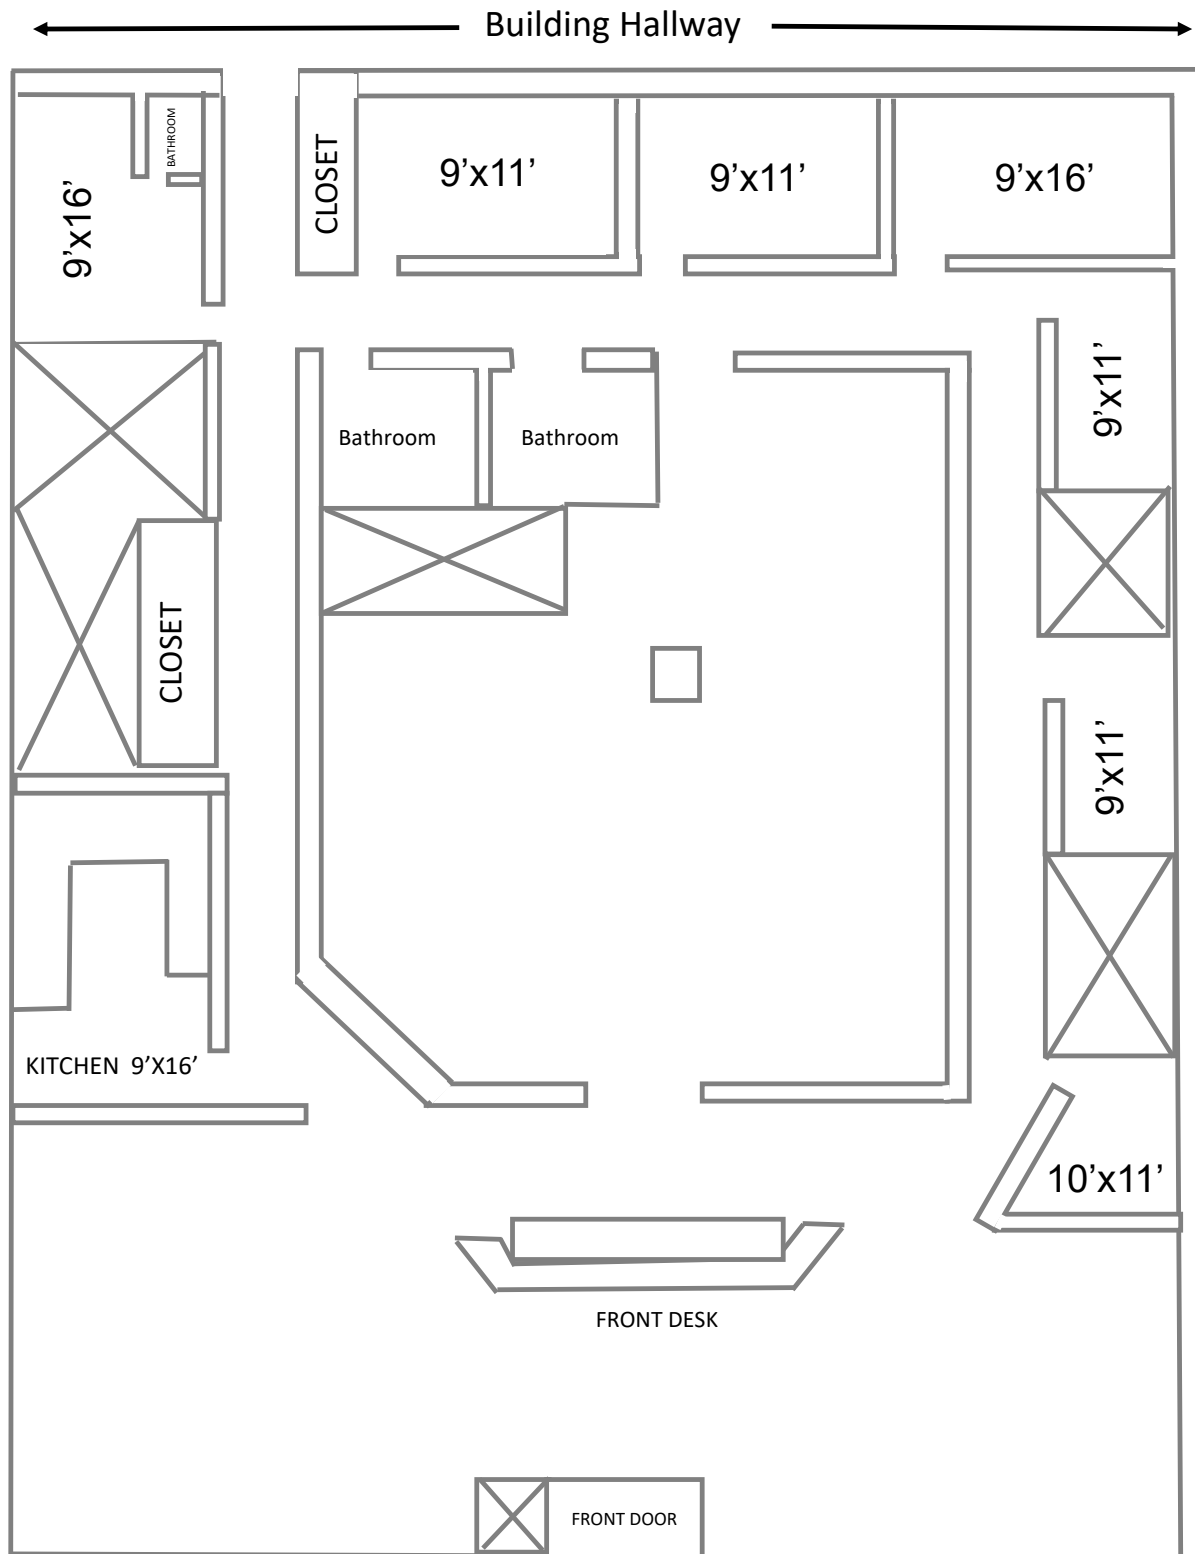 Building Hallway
BATHROOM
9’x16’
CLOSET
9’x11’
9’x11’
9’x16’
9’x11’
Bathroom
Bathroom
CLOSET
9’x11’
KITCHEN 9’X16’
10’x11’
FRONT DESK
FRONT DOOR